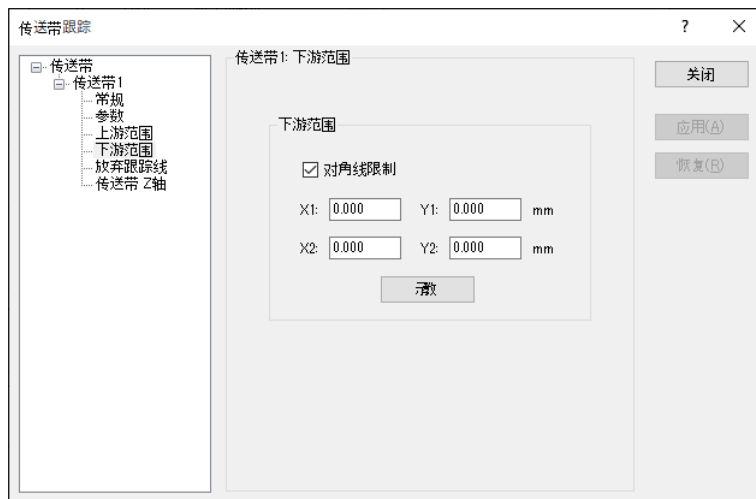 传送带跟踪
传送带
传送带1
常规
参数
上游范围
下游范围
放弃跟踪线
传送带 Z轴
传送带1: 下游范围
下游范围
对角线限制
X1: 0.000 Y1: 0.000 mm
X2: 0.000 Y2: 0.000 mm
示教
关闭
应用(A)
恢复(R)